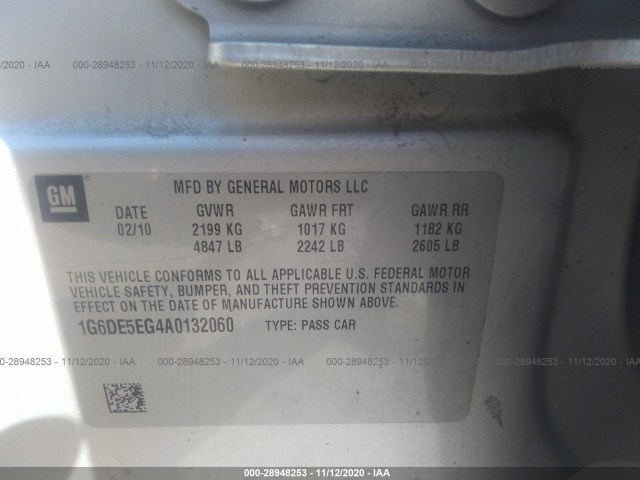 000-28948253 - 11/12/2020 - IAA
GM
MFD BY GENERAL MOTORS LLC
DATE GVWR GAWR FRT GAWR RR
02/10 2199 KG 1017 KG 1182 KG
4847 LB 2242 LB 2605 LB
THIS VEHICLE CONFORMS TO ALL APPLICABLE U.S. FEDERAL MOTOR
VEHICLE SAFETY, BUMPER, AND THEFT PREVENTION STANDARDS IN
EFFECT ON THE DATE OF MANUFACTURE SHOWN ABOVE.
1G6DE5EG4A0132060 TYPE: PASS CAR
/2020 - IAA 000-28948253 - 11/12/2020 - IAA 000-28948253 - 11/12/2020 - IAA
000-28948253 - 11/12/2020 - IAA